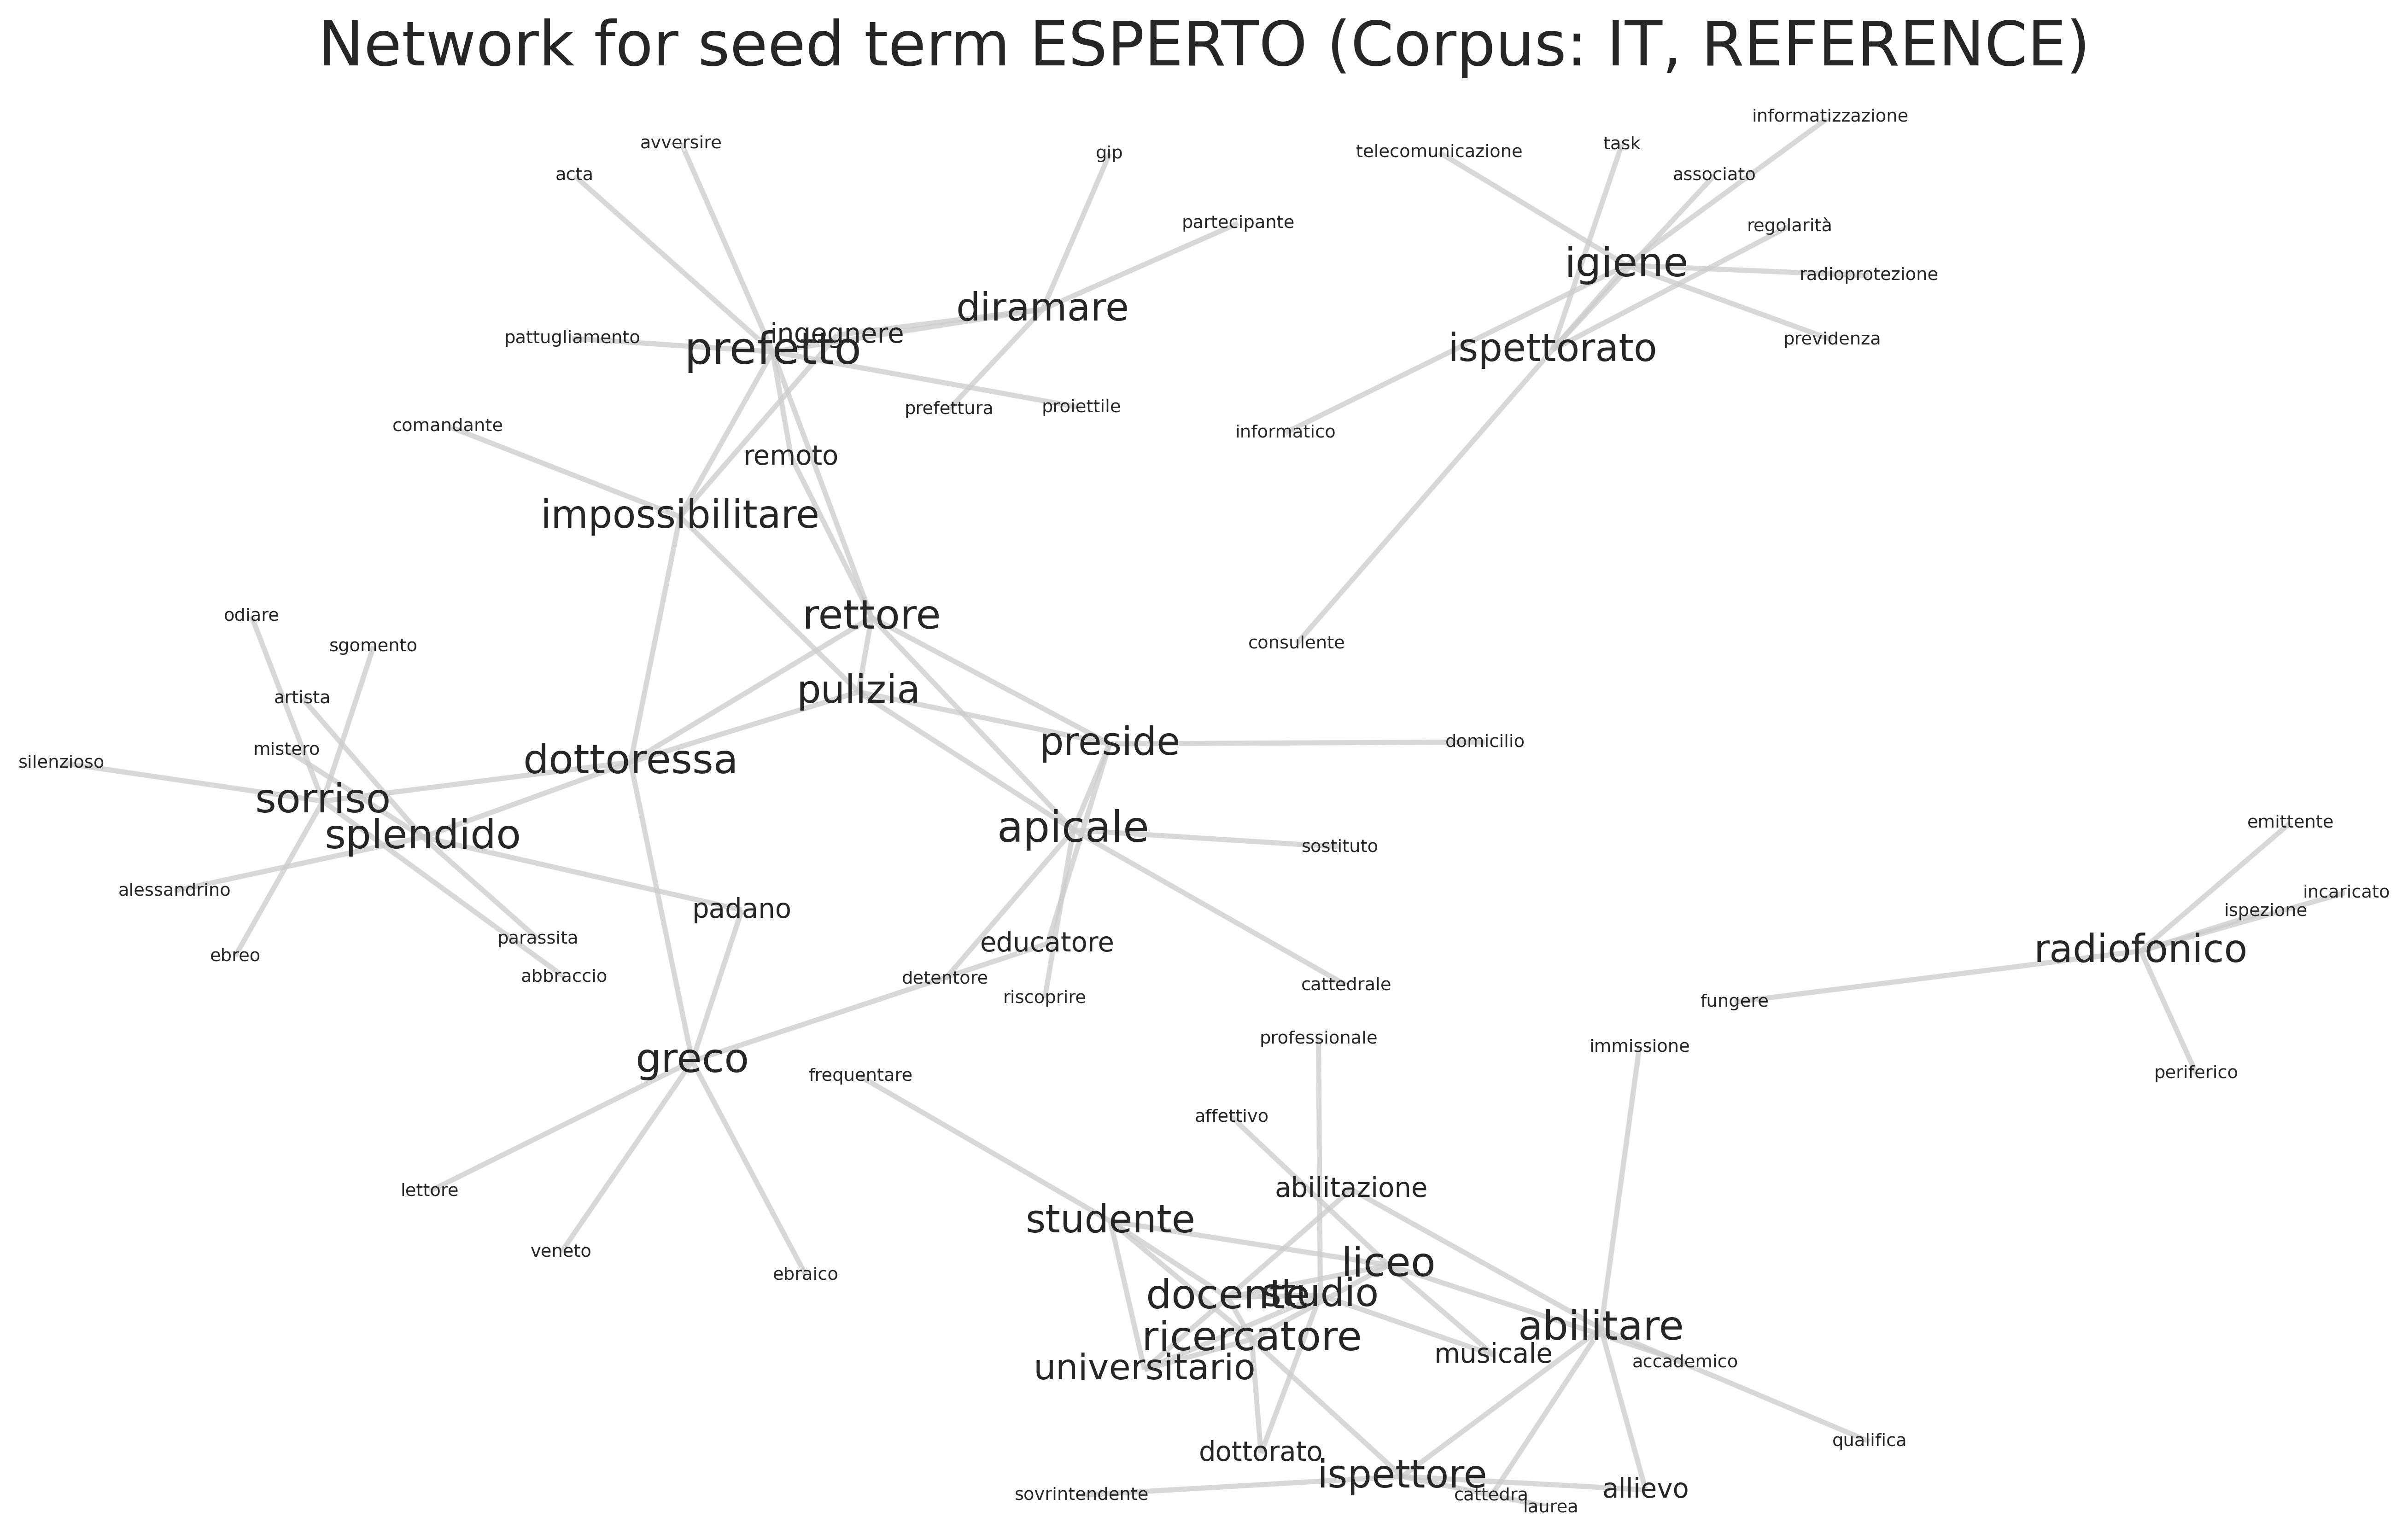 Network for seed term ESPERTO (Corpus: IT, REFERENCE)
informatizzazione
avversire
task
gip
telecomunicazione
acta
associato
partecipante
regolarità
igiene
radioprotezione
diramare
ingegnere
pattugliamento
prefetto
ispettorato
previdenza
prefettura
proiettile
comandante
informatico
remoto
impossibilitare
odiare
rettore
sgomento
consulente
pulizia
artista
preside
domicilio
mistero
silenzioso
dottoressa
sorriso
splendido
emittente
apicale
sostituto
alessandrino
incaricato
padano
ispezione
parassita
educatore
radiofonico
ebreo
abbraccio
detentore
cattedrale
riscoprire
fungere
professionale
immissione
greco
frequentare
periferico
affettivo
lettore
abilitazione
studente
veneto
liceo
ebraico
docente
studio
abilitare
ricercatore
musicale
accademico
universitario
qualifica
dottorato
ispettore
sovrintendente
cattedra
allievo
laurea